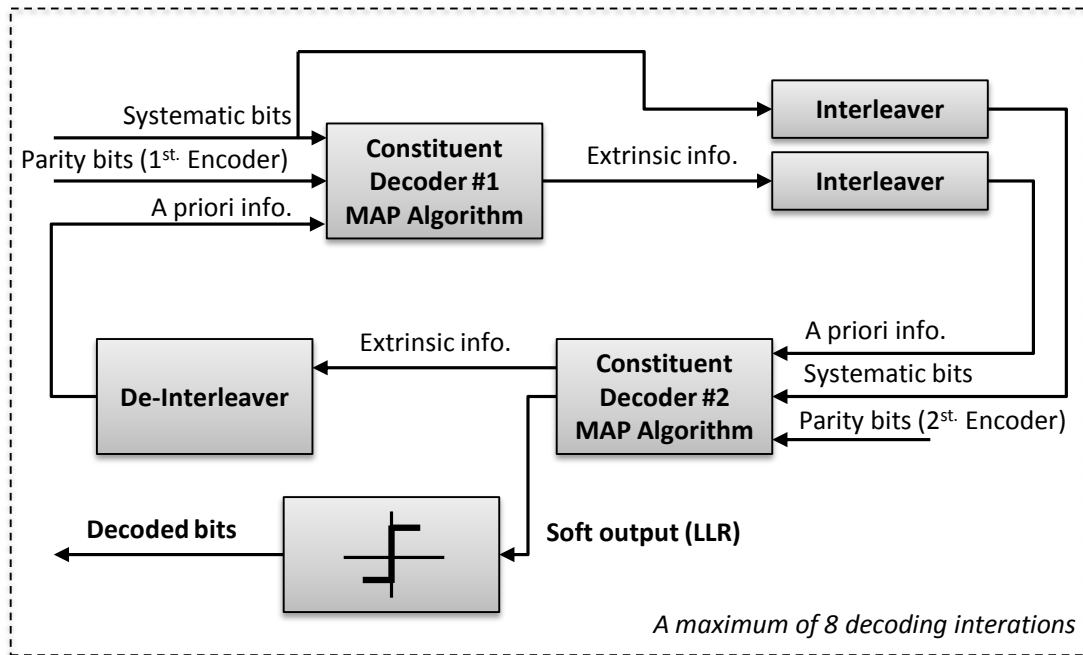 Systematic bits
Parity bits (1st. Encoder)
A priori info.
Constituent
Decoder #1
MAP Algorithm
Extrinsic info.
Interleaver
Interleaver
De-Interleaver
Extrinsic info.
Constituent
Decoder #2
MAP Algorithm
A priori info.
Systematic bits
Parity bits (2st. Encoder)
Decoded bits
Soft output (LLR)
A maximum of 8 decoding interations